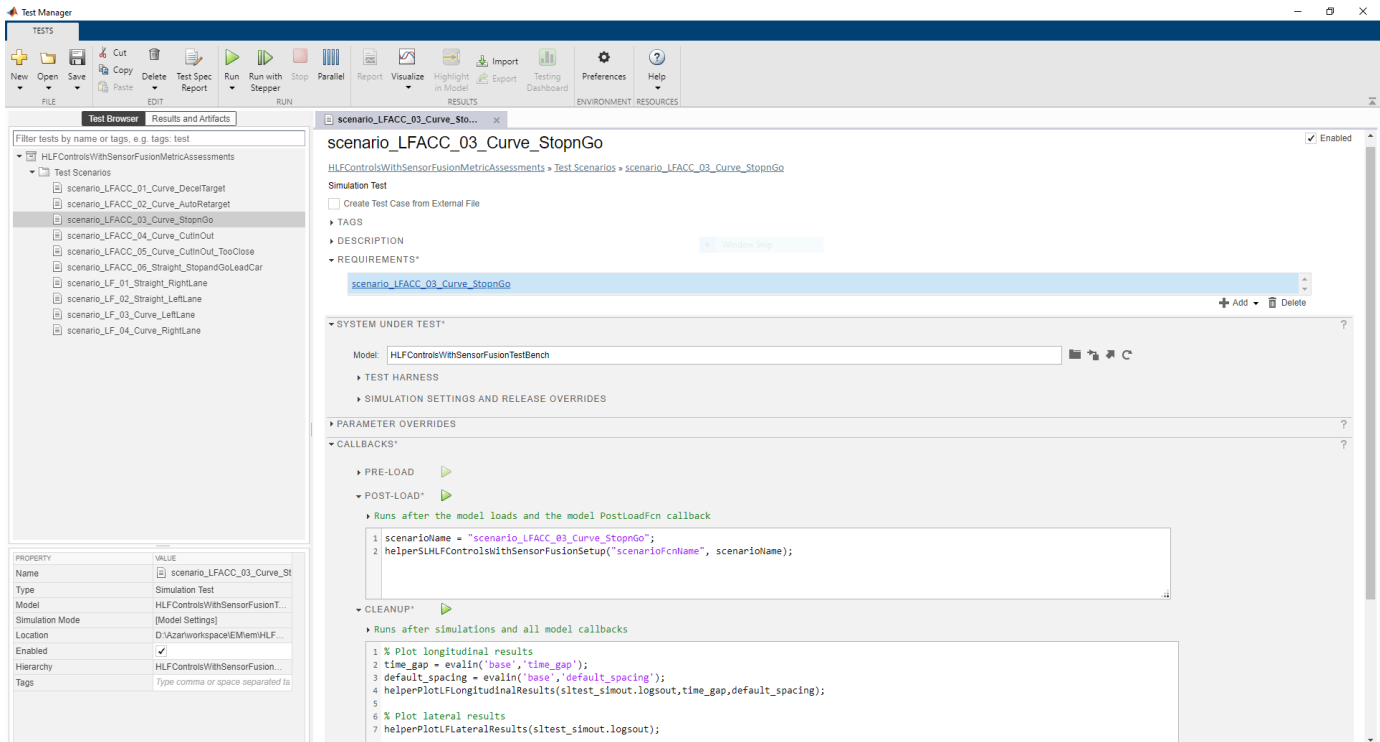 Test Manager
TESTS
New
Open
Save
Cut
Copy
Paste
Delete
Test Spec Report
Run
Run with Stepper
Stop
Parallel
Report
Visualize
Highlight in Model
Import
Export
Testing Dashboard
Preferences
Help
FILE
EDIT
RUN
RESULTS
ENVIRONMENT
RESOURCES
Test Browser
Results and Artifacts
Filter tests by name or tags, e.g. tags: test
HLFControlsWithSensorFusionMetricAssessments
Test Scenarios
scenario_LFACC_01_Curve_DecelTarget
scenario_LFACC_02_Curve_AutoRetarget
scenario_LFACC_03_Curve_StopnGo
scenario_LFACC_04_Curve_CutInOut
scenario_LFACC_05_Curve_CutInOut_TooClose
scenario_LFACC_06_Straight_StopandGoLeadCar
scenario_LF_01_Straight_RightLane
scenario_LF_02_Straight_LeftLane
scenario_LF_03_Curve_LeftLane
scenario_LF_04_Curve_RightLane
PROPERTY VALUE
Name scenario_LFACC_03_Curve_St
Type Simulation Test
Model HLFControlsWithSensorFusionT...
Simulation Mode [Model Settings]
Location D:\Azar\workspace\EM\em\HLF...
Enabled
Hierarchy HLFControlsWithSensorFusion...
Tags Type comma or space separated ta
scenario_LFACC_03_Curve_Sto...
scenario_LFACC_03_Curve_StopnGo
Enabled
HLFControlsWithSensorFusionMetricAssessments » Test Scenarios » scenario_LFACC_03_Curve_StopnGo
Simulation Test
Create Test Case from External File
TAGS
DESCRIPTION
Window Snip
REQUIREMENTS*
scenario_LFACC_03_Curve_StopnGo
Add Delete
SYSTEM UNDER TEST* ?
Model: HLFControlsWithSensorFusionTestBench
TEST HARNESS
SIMULATION SETTINGS AND RELEASE OVERRIDES
PARAMETER OVERRIDES ?
CALLBACKS* ?
PRE-LOAD
POST-LOAD*
Runs after the model loads and the model PostLoadFcn callback
1 scenarioName = "scenario_LFACC_03_Curve_StopnGo";
2 helperSLHLFControlsWithSensorFusionSetup("scenarioFcnName", scenarioName);
CLEANUP*
Runs after simulations and all model callbacks
1 % Plot longitudinal results
2 time_gap = evalin('base','time_gap');
3 default_spacing = evalin('base','default_spacing');
4 helperPlotLFLongitudinalResults(sltest_simout.logsout,time_gap,default_spacing);
5
6 % Plot lateral results
7 helperPlotLFLateralResults(sltest_simout.logsout);